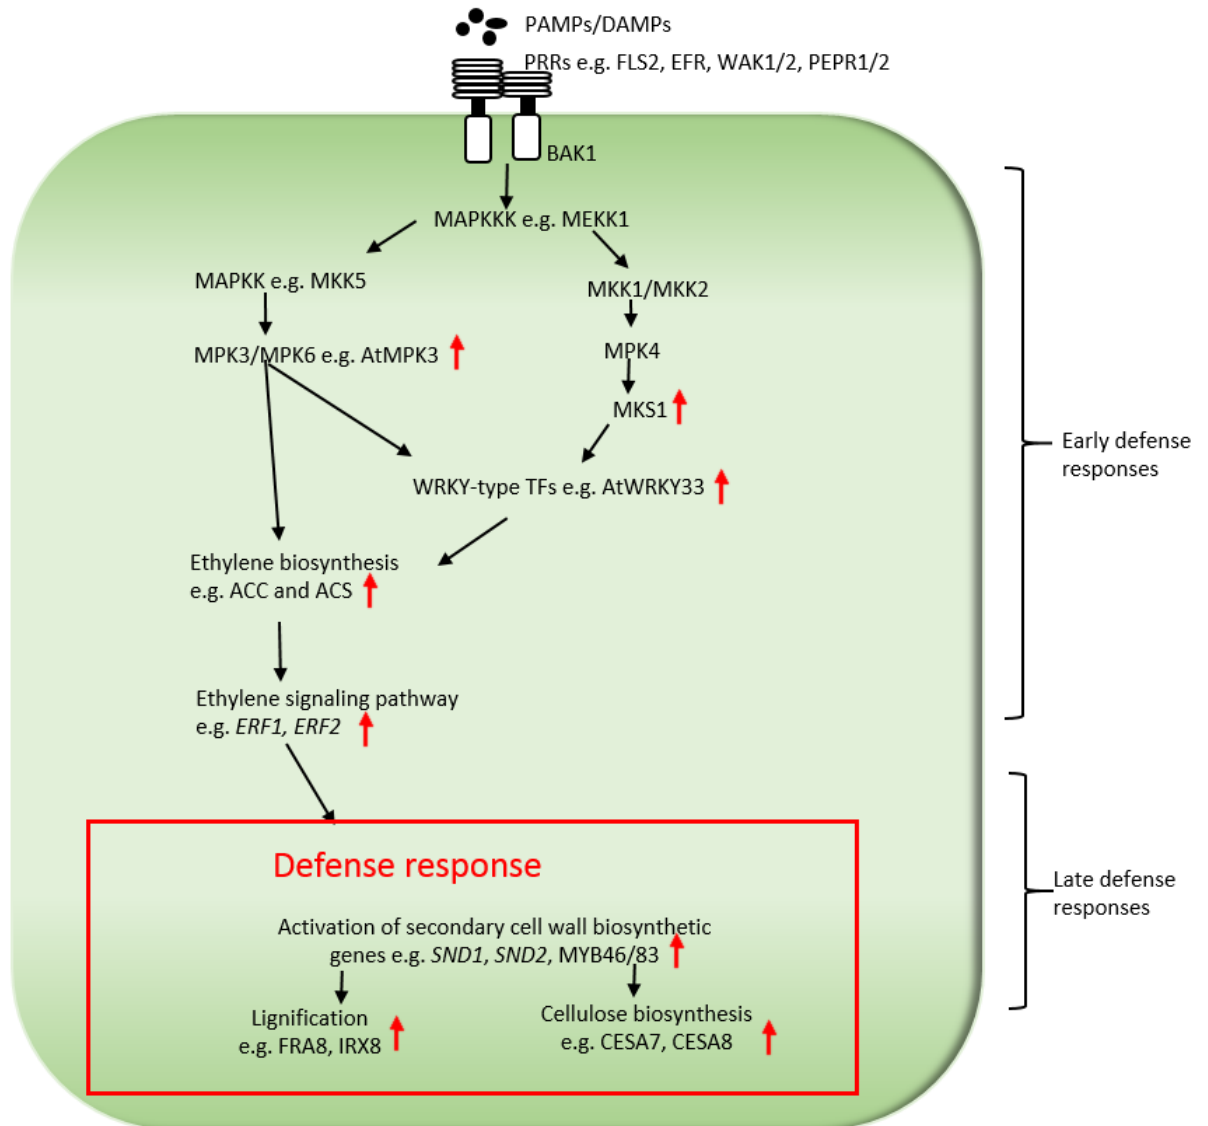 PAMPs/DAMPs
PRRs e.g. FLS2, EFR, WAK1/2, PEPR1/2
BAK1
MAPKKK e.g. MEKK1
MAPKK e.g. MKK5
MKK1/MKK2
MPK3/MPK6 e.g. AtMPK3
MPK4
MKS1
Early defense
responses
WRKY-type TFs e.g. AtWRKY33
Ethylene biosynthesis
e.g. ACC and ACS
Ethylene signaling pathway
e.g. ERF1, ERF2
Defense response
Late defense
responses
Activation of secondary cell wall biosynthetic
genes e.g. SND1, SND2, MYB46/83
Lignification
e.g. FRA8, IRX8
Cellulose biosynthesis
e.g. CESA7, CESA8